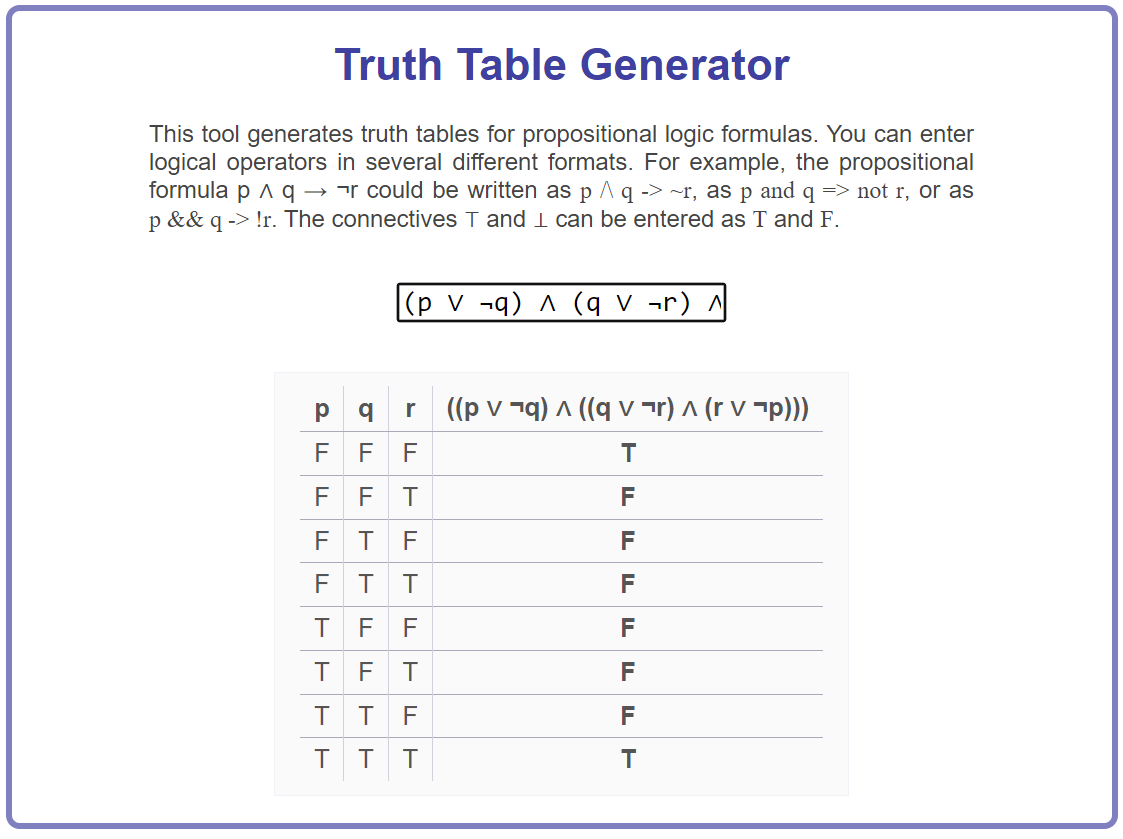 Truth Table Generator
This tool generates truth tables for propositional logic formulas. You can enter
logical operators in several different formats. For example, the propositional
formula p ∧ q → ¬r could be written as p /\ q -> ~r, as p and q => not r, or as
p && q -> !r. The connectives ⊤ and ⊥ can be entered as T and F.
(p ∨ ¬q) ∧ (q ∨ ¬r) ∧
p q r ((p ∨ ¬q) ∧ ((q ∨ ¬r) ∧ (r ∨ ¬p)))
F F F T
F F T F
F T F F
F T T F
T F F F
T F T F
T T F F
T T T T